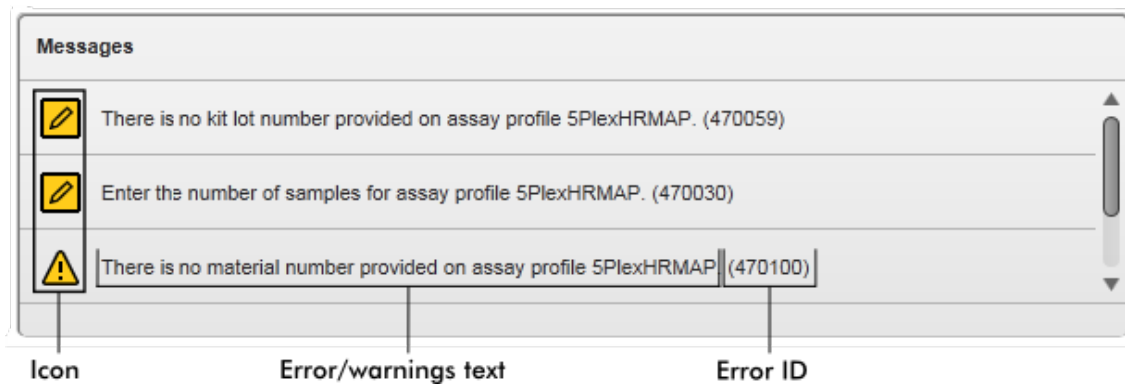 Messages
There is no kit lot number provided on assay profile 5PlexHRMAP. (470059)
Enter the number of samples for assay profile 5PlexHRMAP. (470030)
There is no material number provided on assay profile 5PlexHRMAP. (470100)
Icon Error/warnings text Error ID